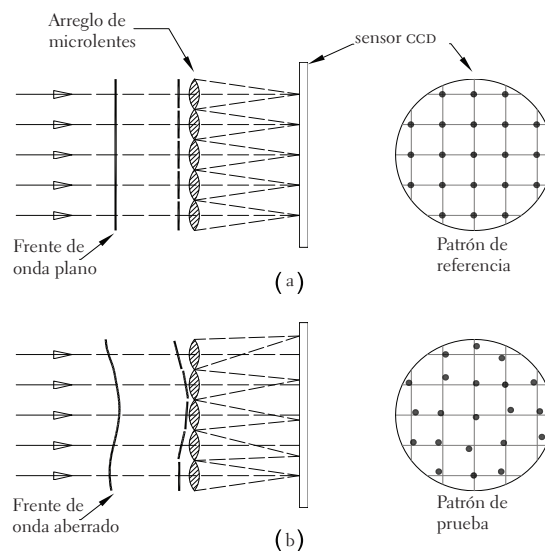 Arreglo de
microlentes
sensor CCD
Frente de
onda plano
Patrón de
referencia
(a)
Frente de
onda aberrado
Patrón de
prueba
(b)